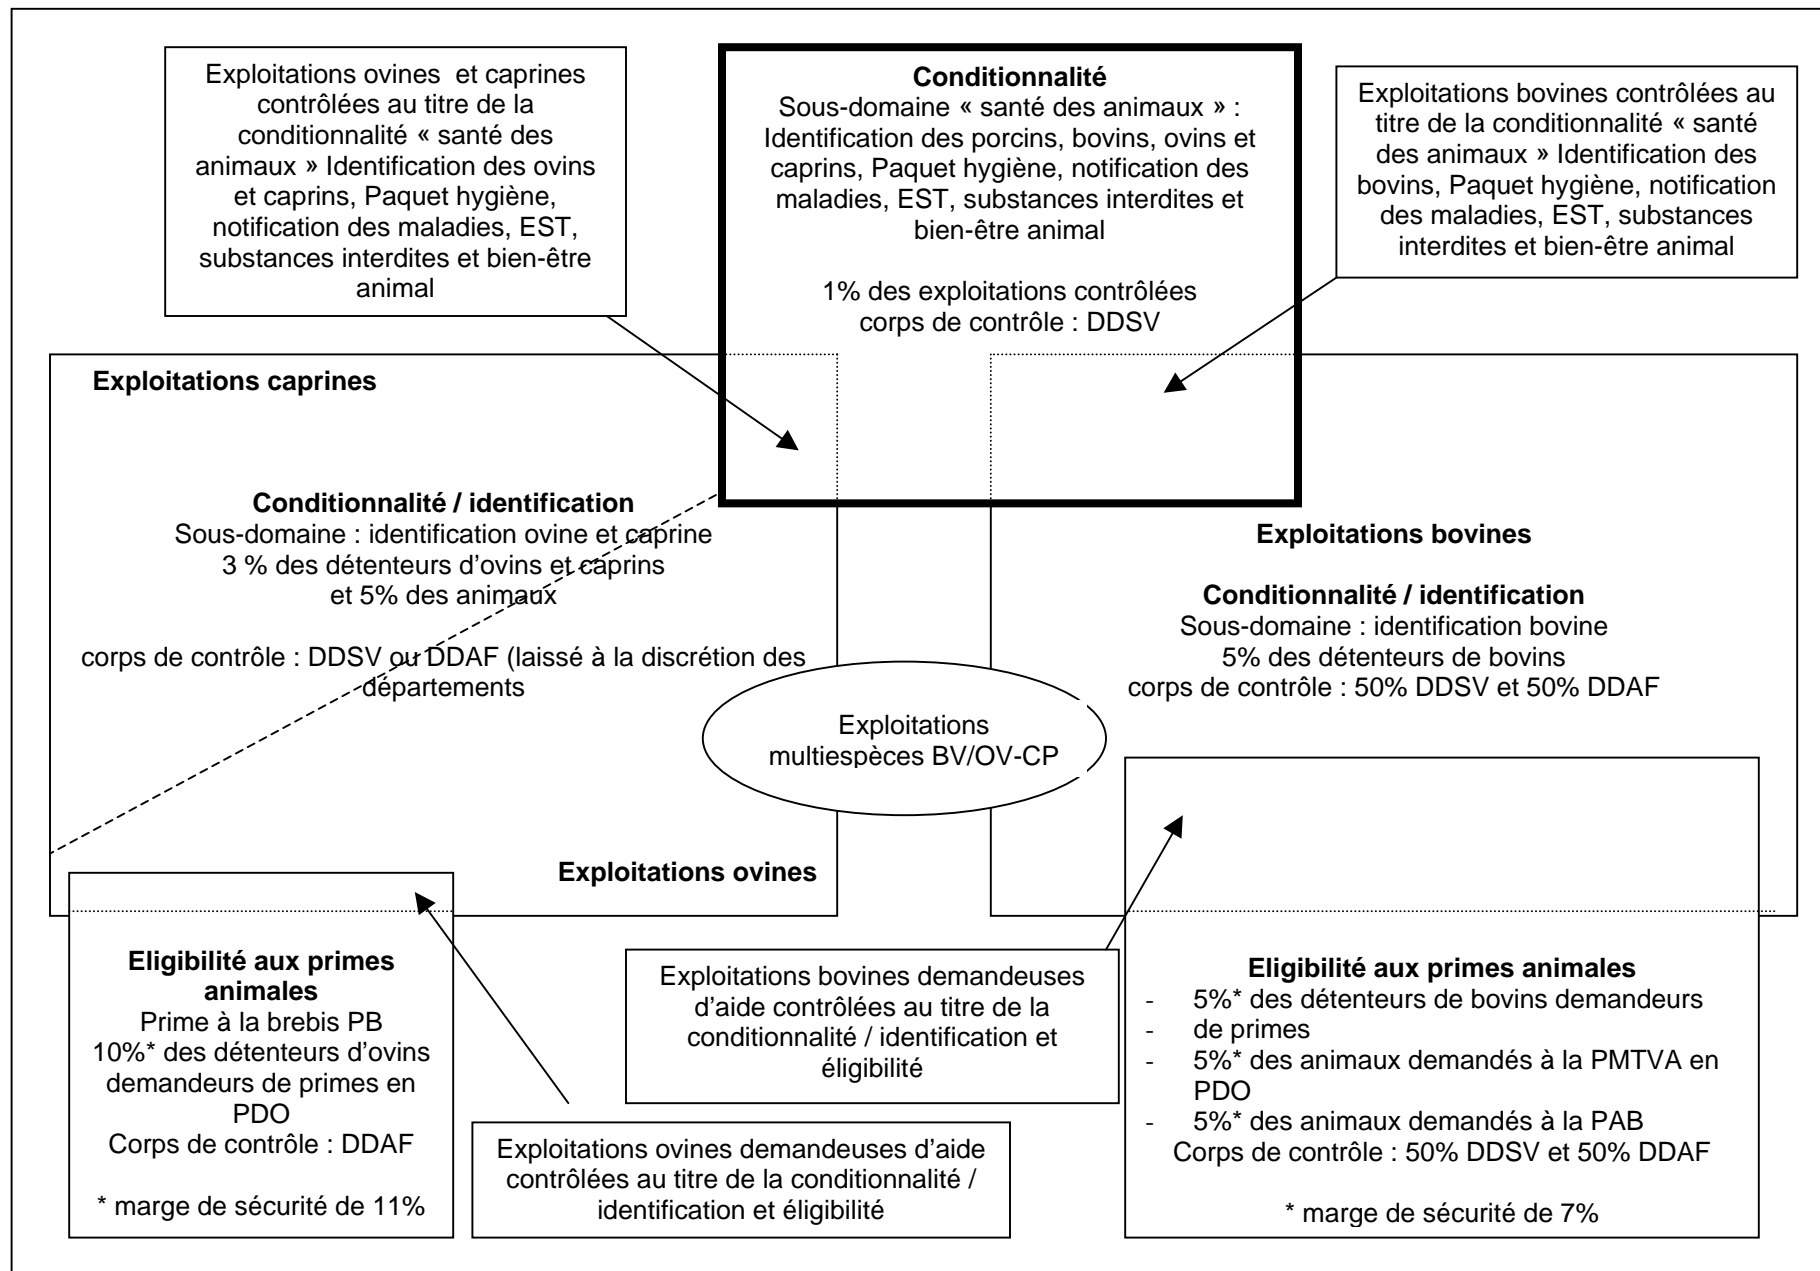 Exploitations ovines  et caprines
contrôlées au titre de la
conditionnalité « santé des
animaux » Identification des ovins
et caprins, Paquet hygiène,
notification des maladies, EST,
substances interdites et bien-être
animal
Conditionnalité
Sous-domaine « santé des animaux » :
Identification des porcins, bovins, ovins et
caprins, Paquet hygiène, notification des
maladies, EST, substances interdites et
bien-être animal
1% des exploitations contrôlées
corps de contrôle : DDSV
Exploitations bovines contrôlées au
titre de la conditionnalité « santé
des animaux » Identification des
bovins, Paquet hygiène, notification
des maladies, EST, substances
interdites et bien-être animal
Exploitations caprines
Conditionnalité / identification
Sous-domaine : identification ovine et caprine
3 % des détenteurs d’ovins et caprins
et 5% des animaux
corps de contrôle : DDSV ou DDAF (laissé à la discrétion des
départements
Exploitations bovines
Conditionnalité / identification
Sous-domaine : identification bovine
5% des détenteurs de bovins
corps de contrôle : 50% DDSV et 50% DDAF
Exploitations
multiespèces BV/OV-CP
Exploitations ovines
Eligibilité aux primes
animales
Prime à la brebis PB
10%* des détenteurs d’ovins
demandeurs de primes en
PDO
Corps de contrôle : DDAF
* marge de sécurité de 11%
Exploitations bovines demandeuses
d’aide contrôlées au titre de la
conditionnalité / identification et
éligibilité
Exploitations ovines demandeuses d’aide
contrôlées au titre de la conditionnalité /
identification et éligibilité
Eligibilité aux primes animales
- 5%* des détenteurs de bovins demandeurs
- de primes
- 5%* des animaux demandés à la PMTVA en
PDO
- 5%* des animaux demandés à la PAB
Corps de contrôle : 50% DDSV et 50% DDAF
* marge de sécurité de 7%